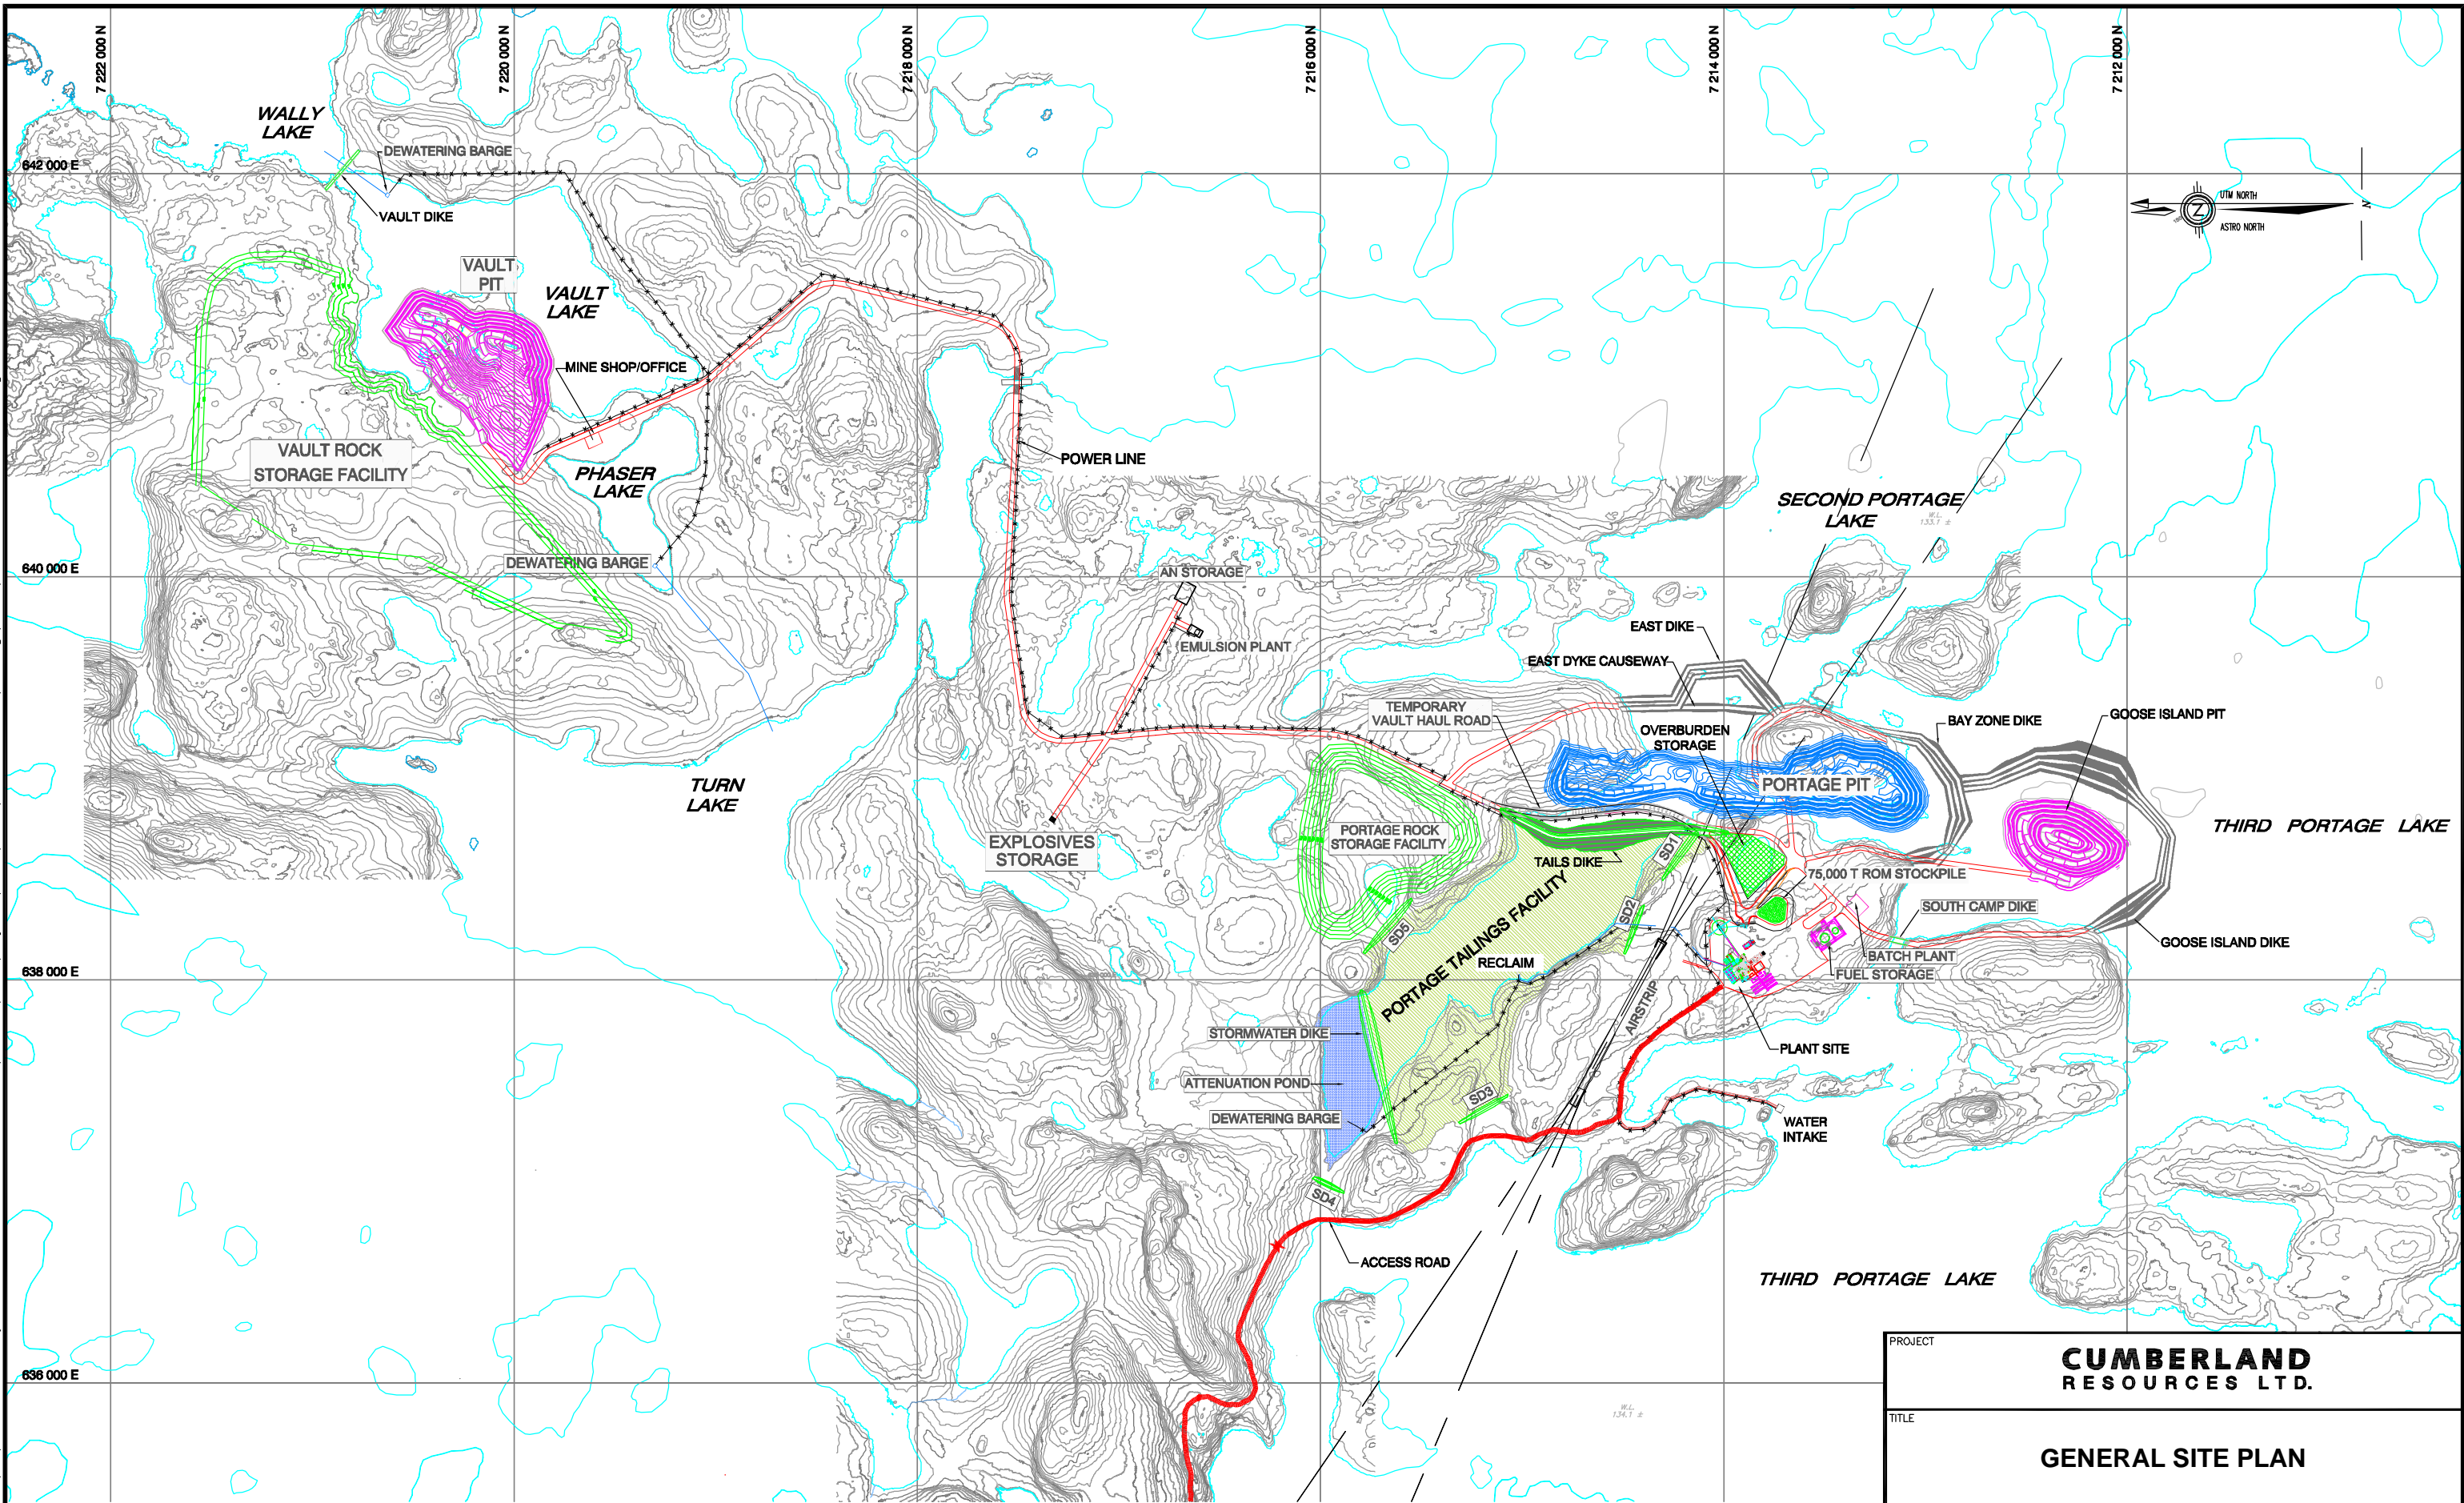 7 222 000 N
7 220 000 N
7 218 000 N
7 216 000 N
7 214 000 N
7 212 000 N
WALLY
LAKE
DEWATERING BARGE
642 000 E
VAULT DIKE
UTM NORTH
N
Z
ASTRO NORTH
VAULT
PIT
VAULT
LAKE
MINE SHOP/OFFICE
VAULT ROCK
STORAGE FACILITY
PHASER
LAKE
POWER LINE
SECOND PORTAGE
LAKE
W.L.
133.1 ±
DEWATERING BARGE
640 000 E
AN STORAGE
EMULSION PLANT
EAST DIKE
EAST DYKE CAUSEWAY
TEMPORARY
VAULT HAUL ROAD
OVERBURDEN
STORAGE
BAY ZONE DIKE
GOOSE ISLAND PIT
TURN
LAKE
PORTAGE PIT
EXPLOSIVES
STORAGE
PORTAGE ROCK
STORAGE FACILITY
THIRD PORTAGE LAKE
TAILS DIKE
SD1
75,000 T ROM STOCKPILE
SD2
SOUTH CAMP DIKE
SD5
PORTAGE TAILINGS FACILITY
GOOSE ISLAND DIKE
RECLAIM
BATCH PLANT
FUEL STORAGE
638 000 E
AIRSTRIP
STORMWATER DIKE
PLANT SITE
ATTENUATION POND
SD3
DEWATERING BARGE
WATER
INTAKE
SD4
ACCESS ROAD
THIRD PORTAGE LAKE
636 000 E
W.L.
134.1 ±
PROJECT
CUMBERLAND
RESOURCES LTD.
TITLE
GENERAL SITE PLAN